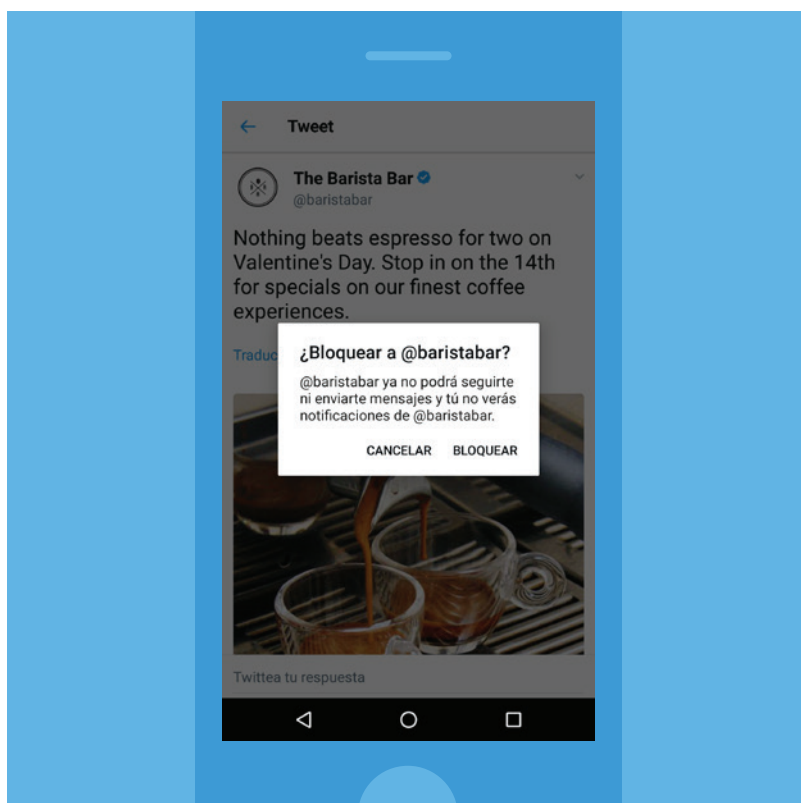 Tweet
The Barista Bar
@baristabar
Nothing beats espresso for two on
Valentine's Day. Stop in on the 14th
for specials on our finest coffee
experiences.
Traduc
¿Bloquear a @baristabar?
@baristabar ya no podrá seguirte
ni enviarte mensajes y tú no verás
notificaciones de @baristabar.
CANCELAR BLOQUEAR
Twittea tu respuesta